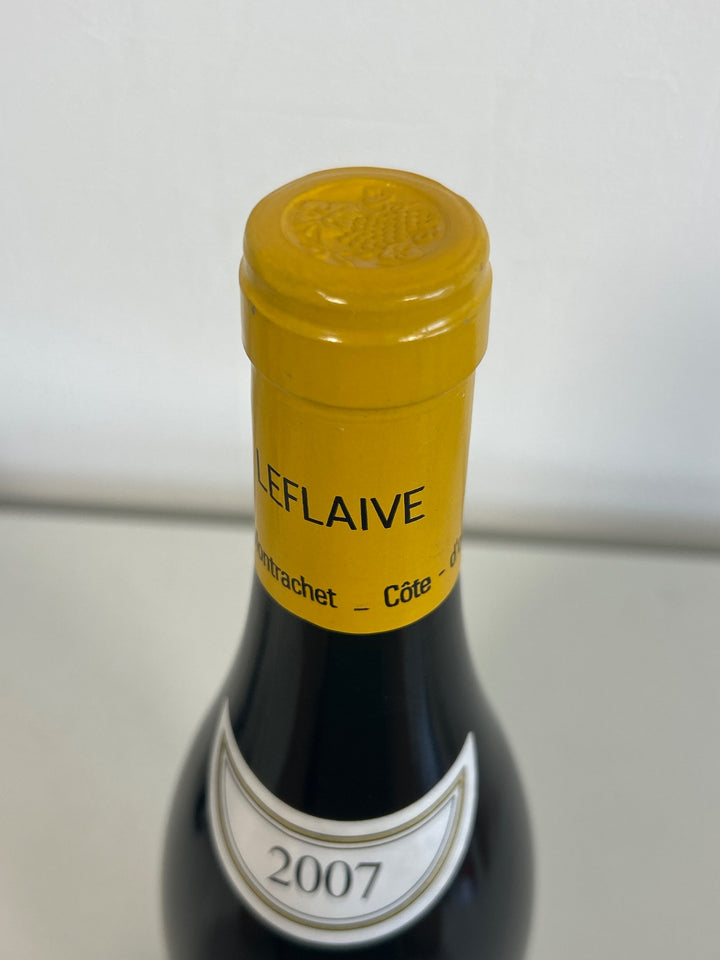 LEFLAIVE
ontrachet _ Côte - d'
2007